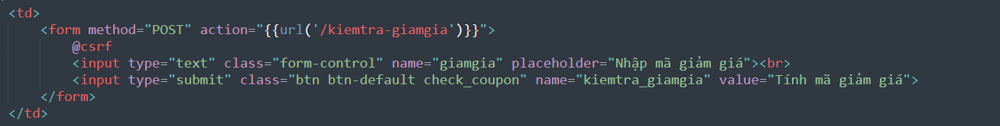 <td>
<form method="POST" action="{{url('/kiemtra-giamgia')}}">
@csrf
<input type="text" class="form-control" name="giamgia" placeholder="Nhập mã giảm giá"><br>
<input type="submit" class="btn btn-default check_coupon" name="kiemtra_giamgia" value="Tính mã giảm giá">
</form>
</td>